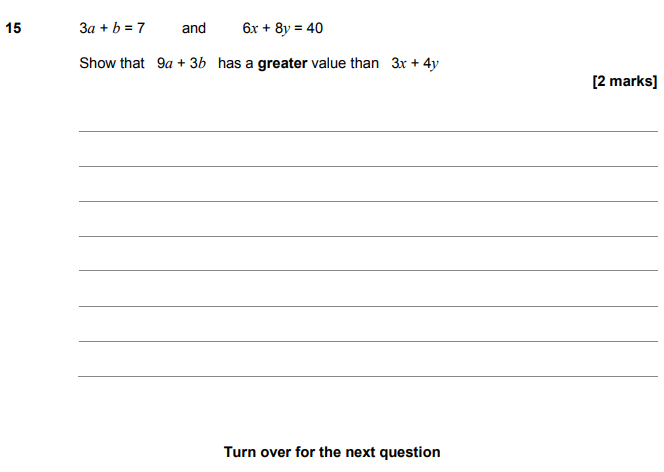 15 3a + b = 7 and 6x + 8y = 40
Show that 9a + 3b has a greater value than 3x + 4y
[2 marks]
Turn over for the next question